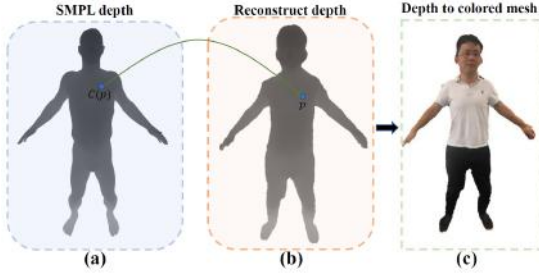 SMPL depth
Reconstruct depth
Depth to colored mesh
C(p)
p
(a)
(b)
(c)